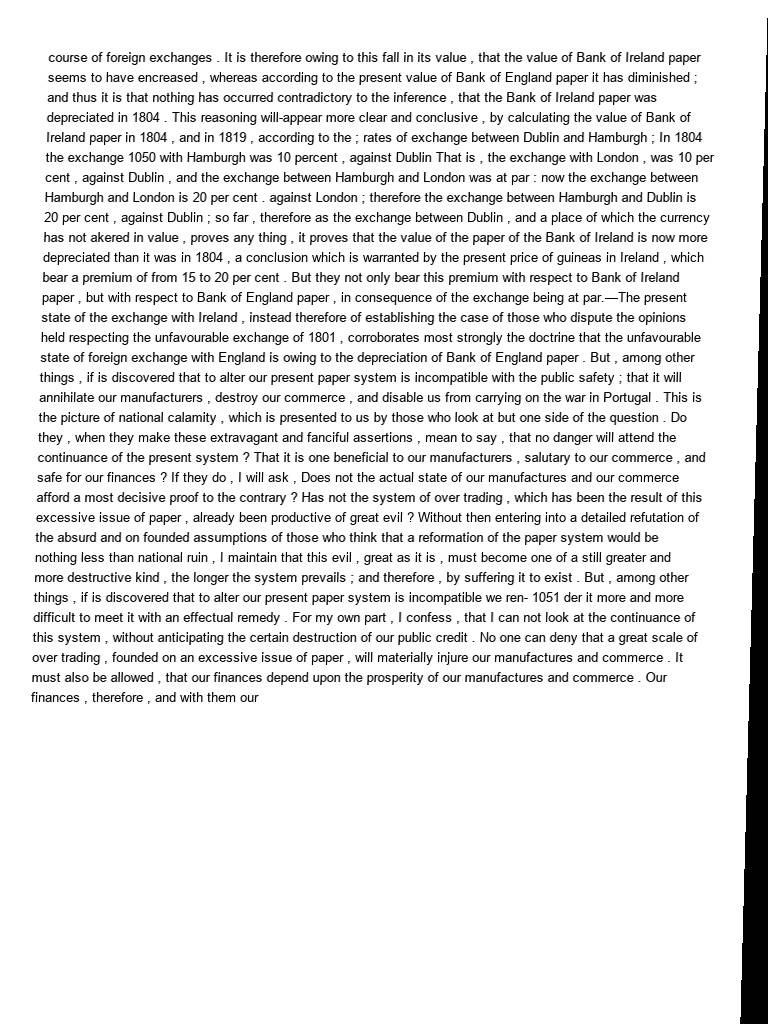 course of foreign exchanges . It is therefore owing to this fall in its value , that the value of Bank of Ireland paper
seems to have encreased , whereas according to the present value of Bank of England paper it has diminished ;
and thus it is that nothing has occurred contradictory to the inference , that the Bank of Ireland paper was
depreciated in 1804 . This reasoning will-appear more clear and conclusive , by calculating the value of Bank of
Ireland paper in 1804 , and in 1819 , according to the ; rates of exchange between Dublin and Hamburgh ; In 1804
the exchange 1050 with Hamburgh was 10 percent , against Dublin That is , the exchange with London , was 10 per
cent , against Dublin , and the exchange between Hamburgh and London was at par : now the exchange between
Hamburgh and London is 20 per cent . against London ; therefore the exchange between Hamburgh and Dublin is
20 per cent , against Dublin ; so far , therefore as the exchange between Dublin , and a place of which the currency
has not akered in value , proves any thing , it proves that the value of the paper of the Bank of Ireland is now more
depreciated than it was in 1804 , a conclusion which is warranted by the present price of guineas in Ireland , which
bear a premium of from 15 to 20 per cent . But they not only bear this premium with respect to Bank of Ireland
paper , but with respect to Bank of England paper , in consequence of the exchange being at par.—The present
state of the exchange with Ireland , instead therefore of establishing the case of those who dispute the opinions
held respecting the unfavourable exchange of 1801 , corroborates most strongly the doctrine that the unfavourable
state of foreign exchange with England is owing to the depreciation of Bank of England paper . But , among other
things , if is discovered that to alter our present paper system is incompatible with the public safety ; that it will
annihilate our manufacturers , destroy our commerce , and disable us from carrying on the war in Portugal . This is
the picture of national calamity , which is presented to us by those who look at but one side of the question . Do
they , when they make these extravagant and fanciful assertions , mean to say , that no danger will attend the
continuance of the present system ? That it is one beneficial to our manufacturers , salutary to our commerce , and
safe for our finances ? If they do , I will ask , Does not the actual state of our manufactures and our commerce
afford a most decisive proof to the contrary ? Has not the system of over trading , which has been the result of this
excessive issue of paper , already been productive of great evil ? Without then entering into a detailed refutation of
the absurd and on founded assumptions of those who think that a reformation of the paper system would be
nothing less than national ruin , I maintain that this evil , great as it is , must become one of a still greater and
more destructive kind , the longer the system prevails ; and therefore , by suffering it to exist . But , among other
things , if is discovered that to alter our present paper system is incompatible we ren- 1051 der it more and more
difficult to meet it with an effectual remedy . For my own part , I confess , that I can not look at the continuance of
this system , without anticipating the certain destruction of our public credit . No one can deny that a great scale of
over trading , founded on an excessive issue of paper , will materially injure our manufactures and commerce . It
must also be allowed , that our finances depend upon the prosperity of our manufactures and commerce . Our
finances , therefore , and with them our